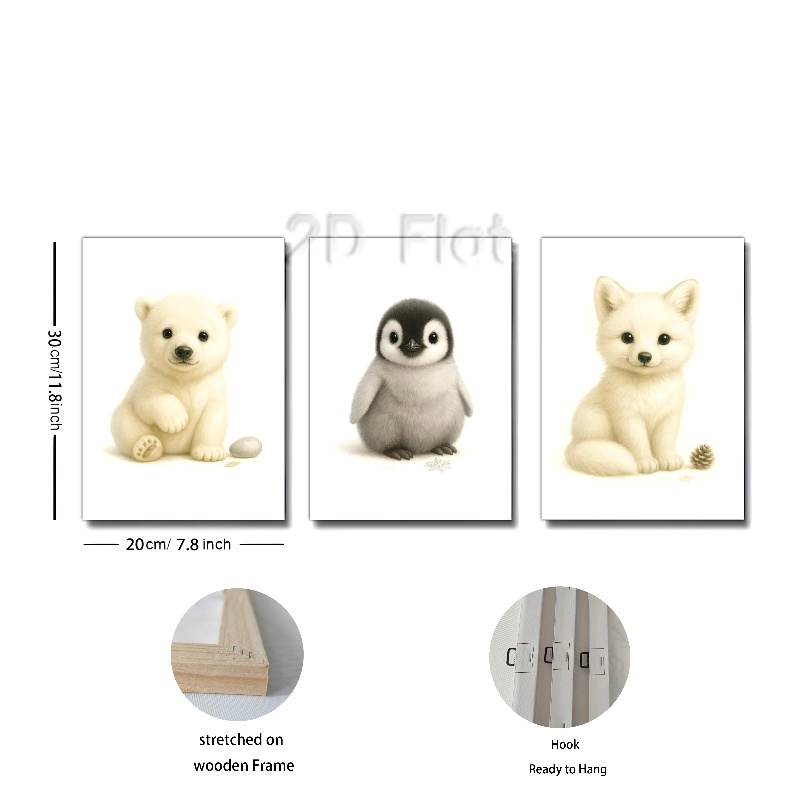 2D Flat
30cm/11.8inch
20cm/ 7.8 inch
stretched on
wooden Frame
Hook
Ready to Hang